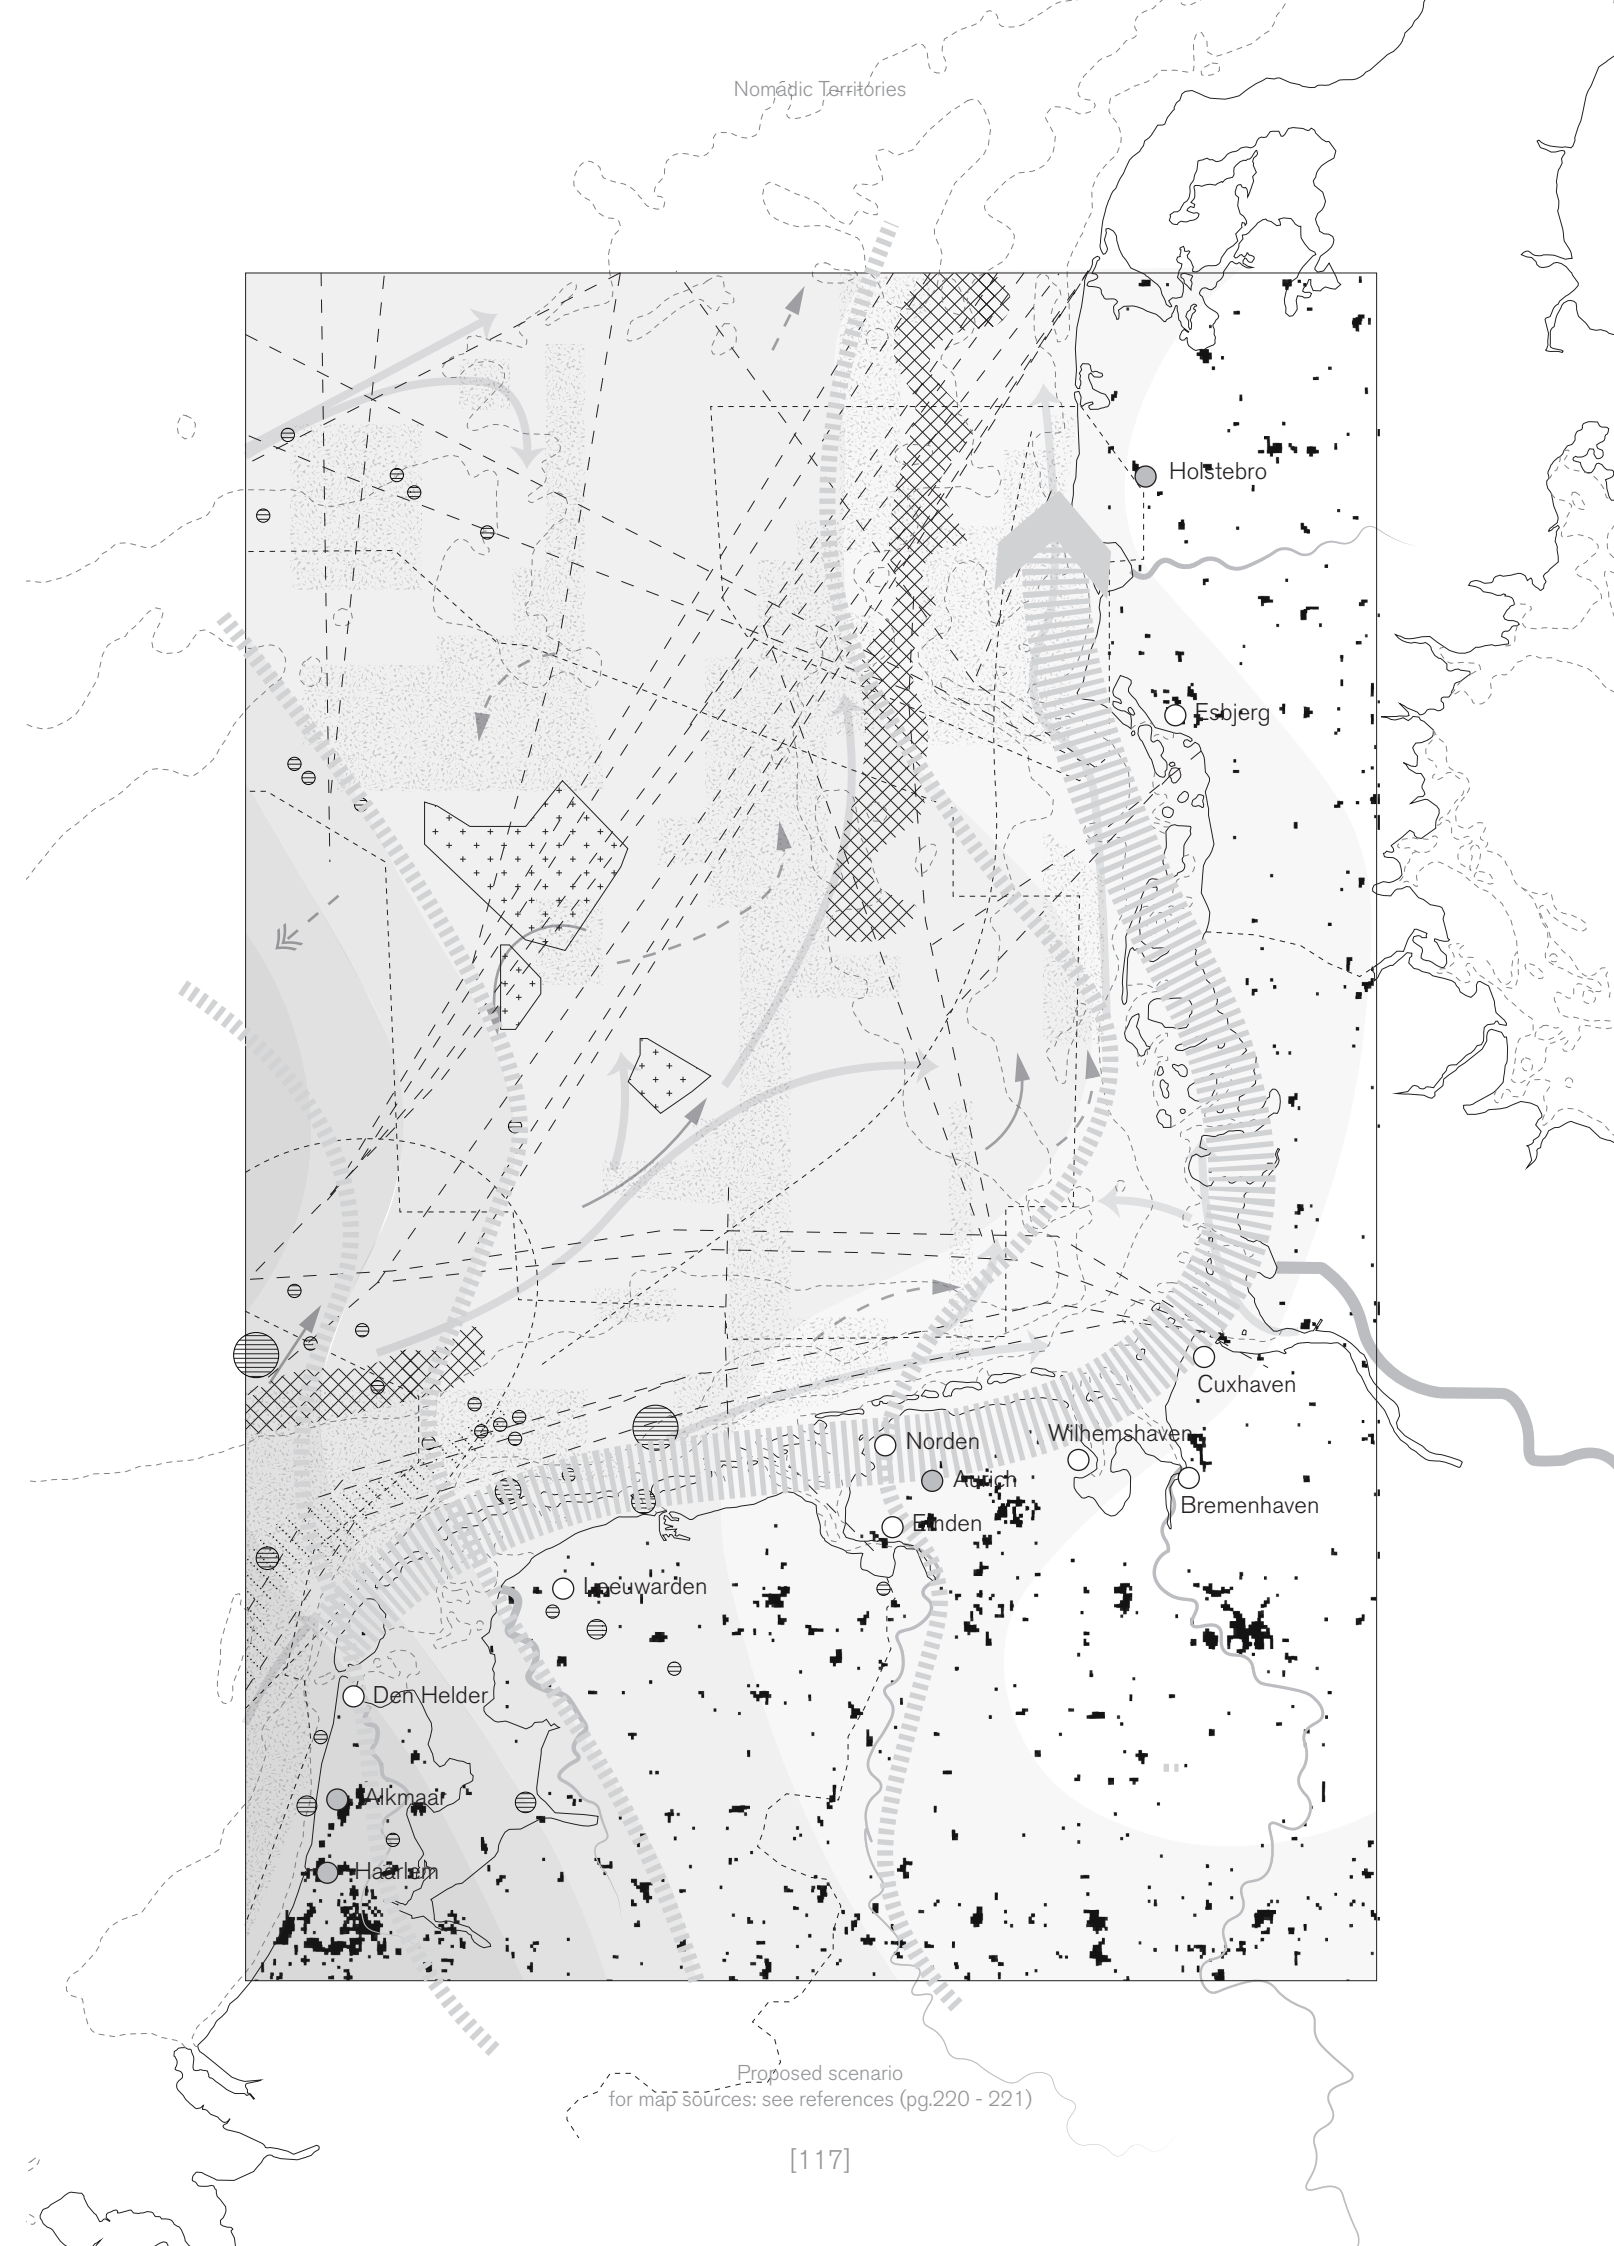 Nomadic Territories
Holstebro
Esbjerg
Cuxhaven
Wilhemshaven
Norden
Aurich
Bremenhaven
Emden
Leeuwarden
Den Helder
Alkmaar
Haarlem
Proposed scenario
for map sources: see references (pg.220 - 221)
[117]